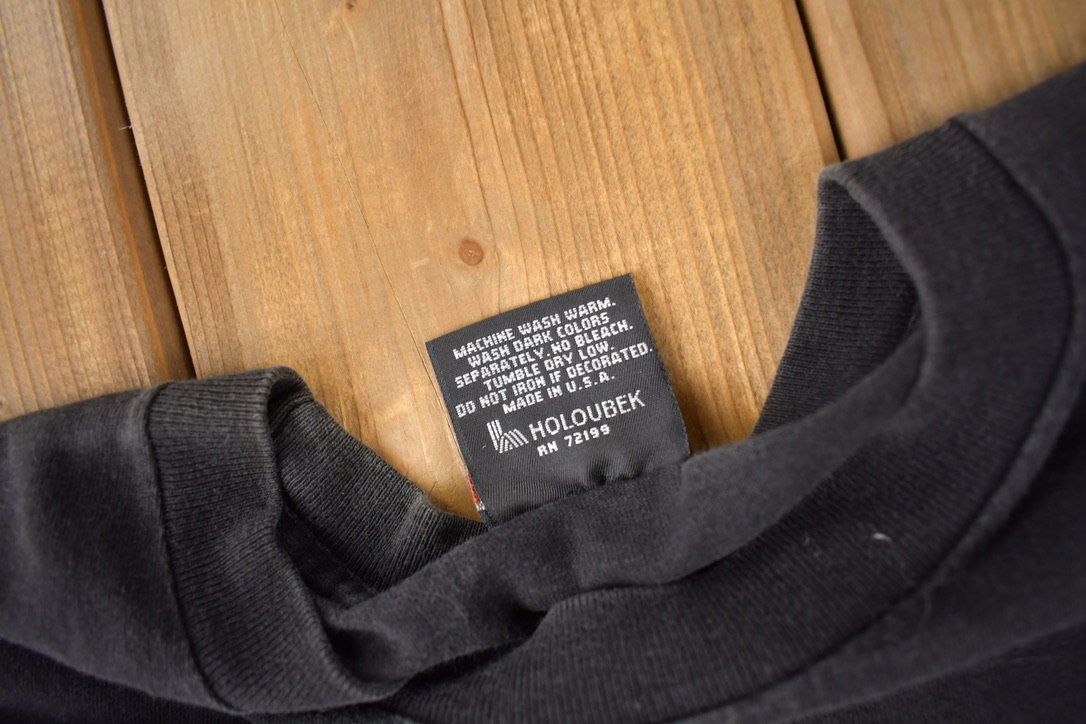 MACHINE WASH WARM.
WASH DARK COLORS
SEPARATELY. NO BLEACH.
TUMBLE DRY LOW.
DO NOT IRON IF DECORATED.
MADE IN U.S.A.
HOLOUBEK
RN 72199